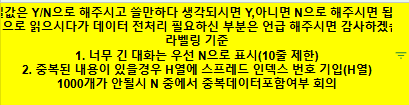 값은 Y/N으로 해주시고 쓸만하다 생각되시면 Y,아니면 N으로 해주시면 됩
으로 읽으시다가 데이터 전처리 필요하신 부분은 언급 해주시면 감사하겠
라벨링 기준
1. 너무 긴 대화는 우선 N으로 표시(10줄 제한)
2. 중복된 내용이 있을경우 H열에 스프레드 인덱스 번호 기입(H열)
1000개가 안될시 N 중에서 중복데이터포함여부 회의